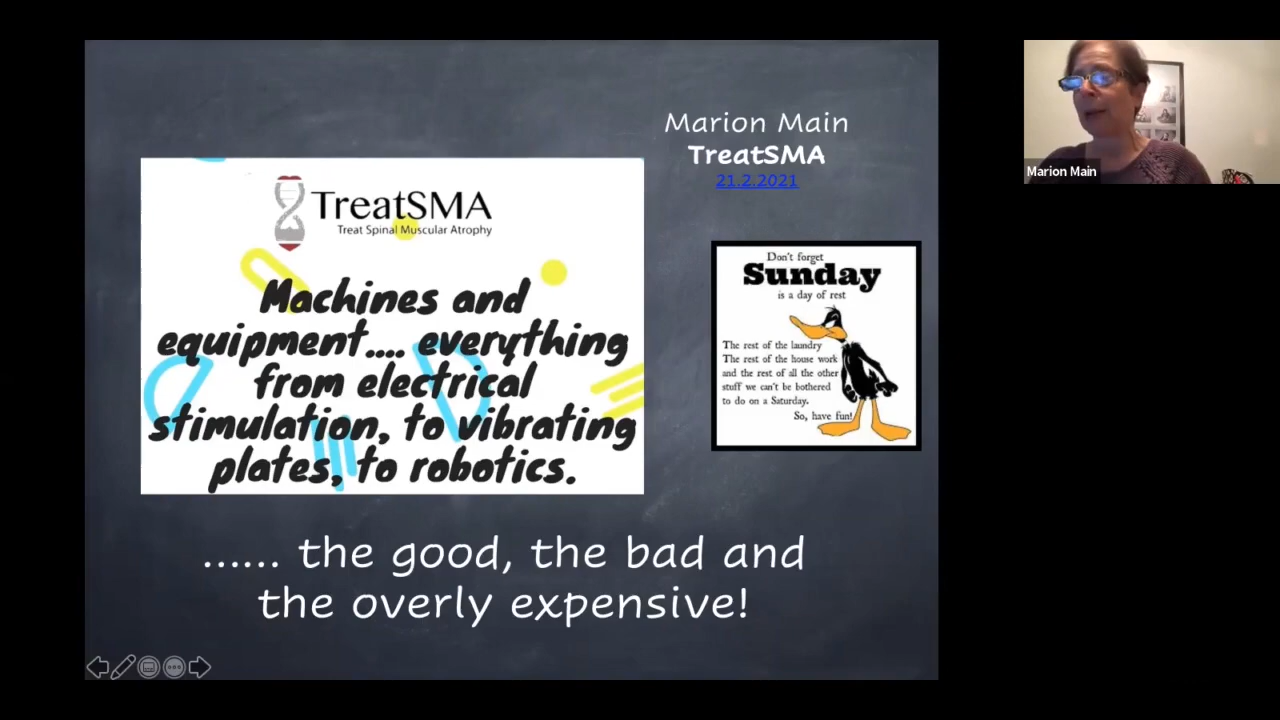 Marion Main
TreatSMA
21.2.2021
TreatSMA
Treat Spinal Muscular Atrophy
Machines and
equipment.... everything
from electrical
stimulation, to vibrating
plates, to robotics.
Don't forget
Sunday
is a day of rest
The rest of the laundry
The rest of the house work
and the rest of all the other
stuff we can't be bothered
to do on a Saturday.
So, have fun!
...... the good, the bad and
the overly expensive!
Marion Main